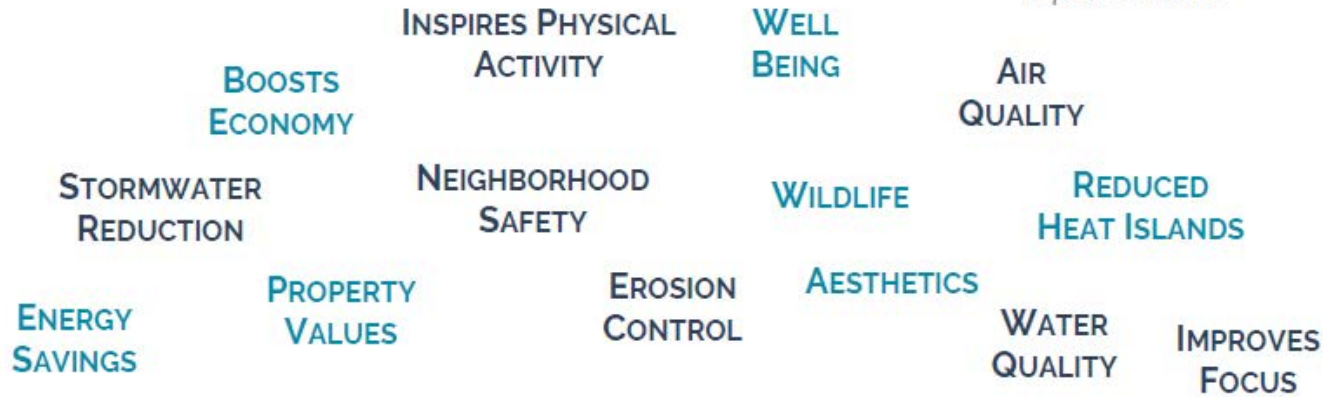 INSPIRES PHYSICAL
ACTIVITY
WELL
BEING
BOOSTS
ECONOMY
AIR
QUALITY
STORMWATER
REDUCTION
NEIGHBORHOOD
SAFETY
WILDLIFE
REDUCED
HEAT ISLANDS
ENERGY
SAVINGS
PROPERTY
VALUES
EROSION
CONTROL
AESTHETICS
WATER
QUALITY
IMPROVES
FOCUS